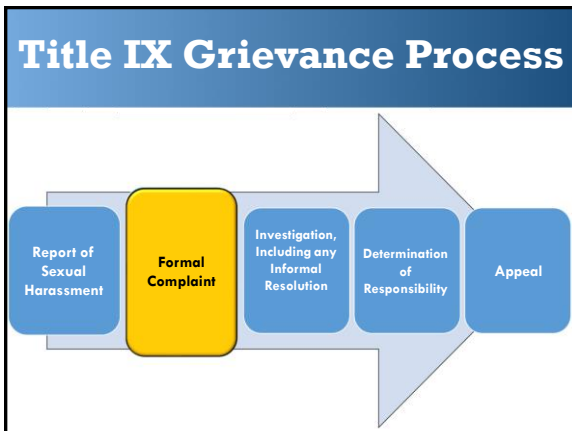 Title IX Grievance Process
Report of
Sexual
Harassment
Formal
Complaint
Investigation,
Including any
Informal
Resolution
Determination
of
Responsibility
Appeal